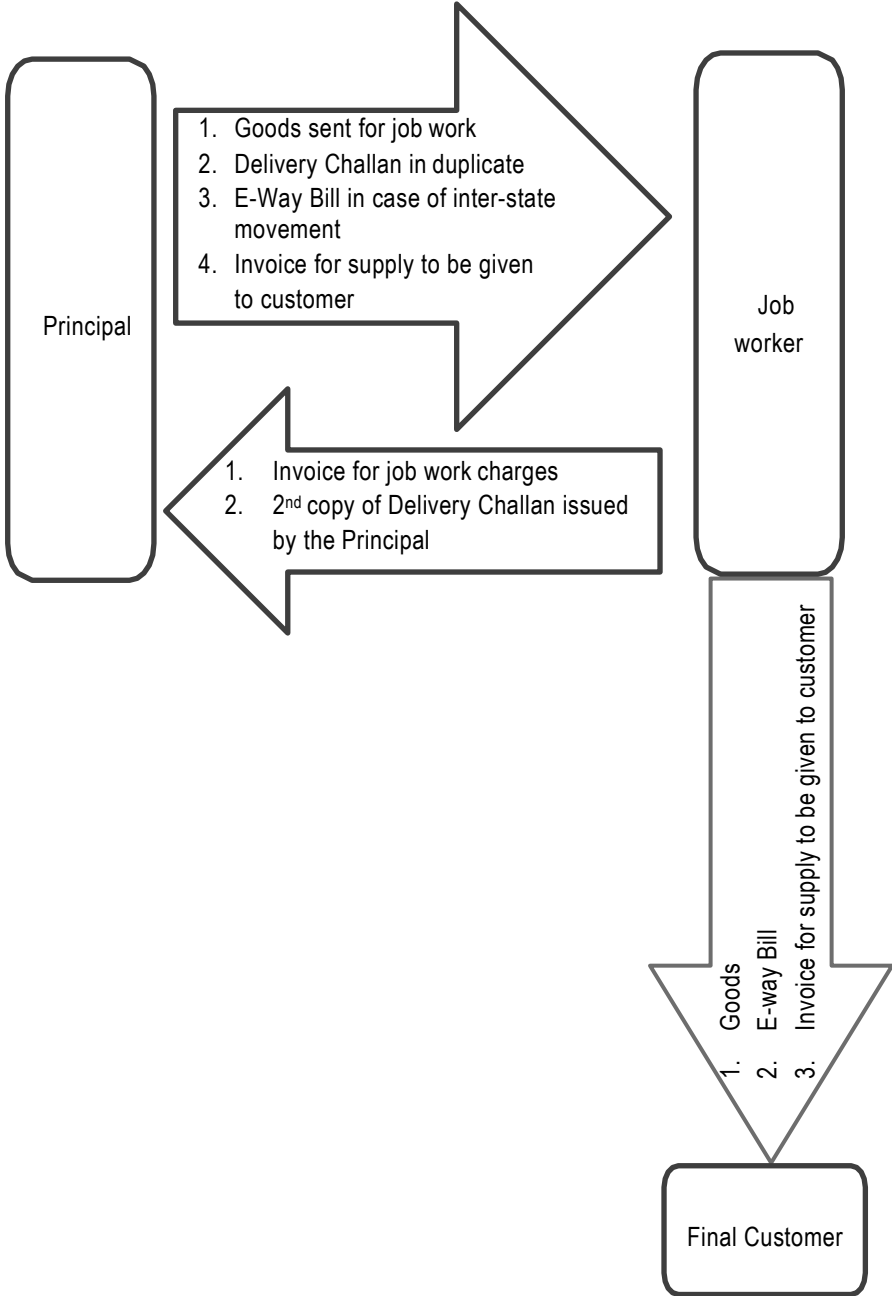 Principal
1. Goods sent for job work
2. Delivery Challan in duplicate
3. E-Way Bill in case of inter-state
movement
4. Invoice for supply to be given
to customer
Job
worker
1. Invoice for job work charges
2. 2nd copy of Delivery Challan issued
by the Principal
1. Goods
2. E-way Bill
3. Invoice for supply to be given to customer
Final Customer